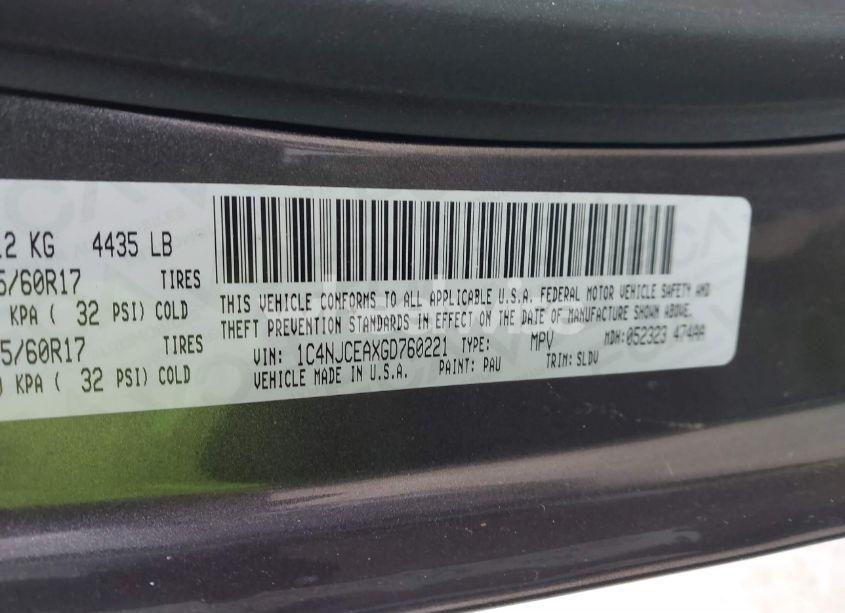 .2 KG 4435 LB
5/60R17 TIRES
KPA ( 32 PSI) COLD
5/60R17 TIRES
KPA ( 32 PSI) COLD
THIS VEHICLE CONFORMS TO ALL APPLICABLE U.S.A. FEDERAL MOTOR VEHICLE SAFETY AND
THEFT PREVENTION STANDARDS IN EFFECT ON THE DATE OF MANUFACTURE SHOWN ABOVE.
VIN: 1C4NJCEAXGD760221 TYPE: MPV MDH:052323 474AA
VEHICLE MADE IN U.S.A. PAINT: PAU TRIM: SLDV